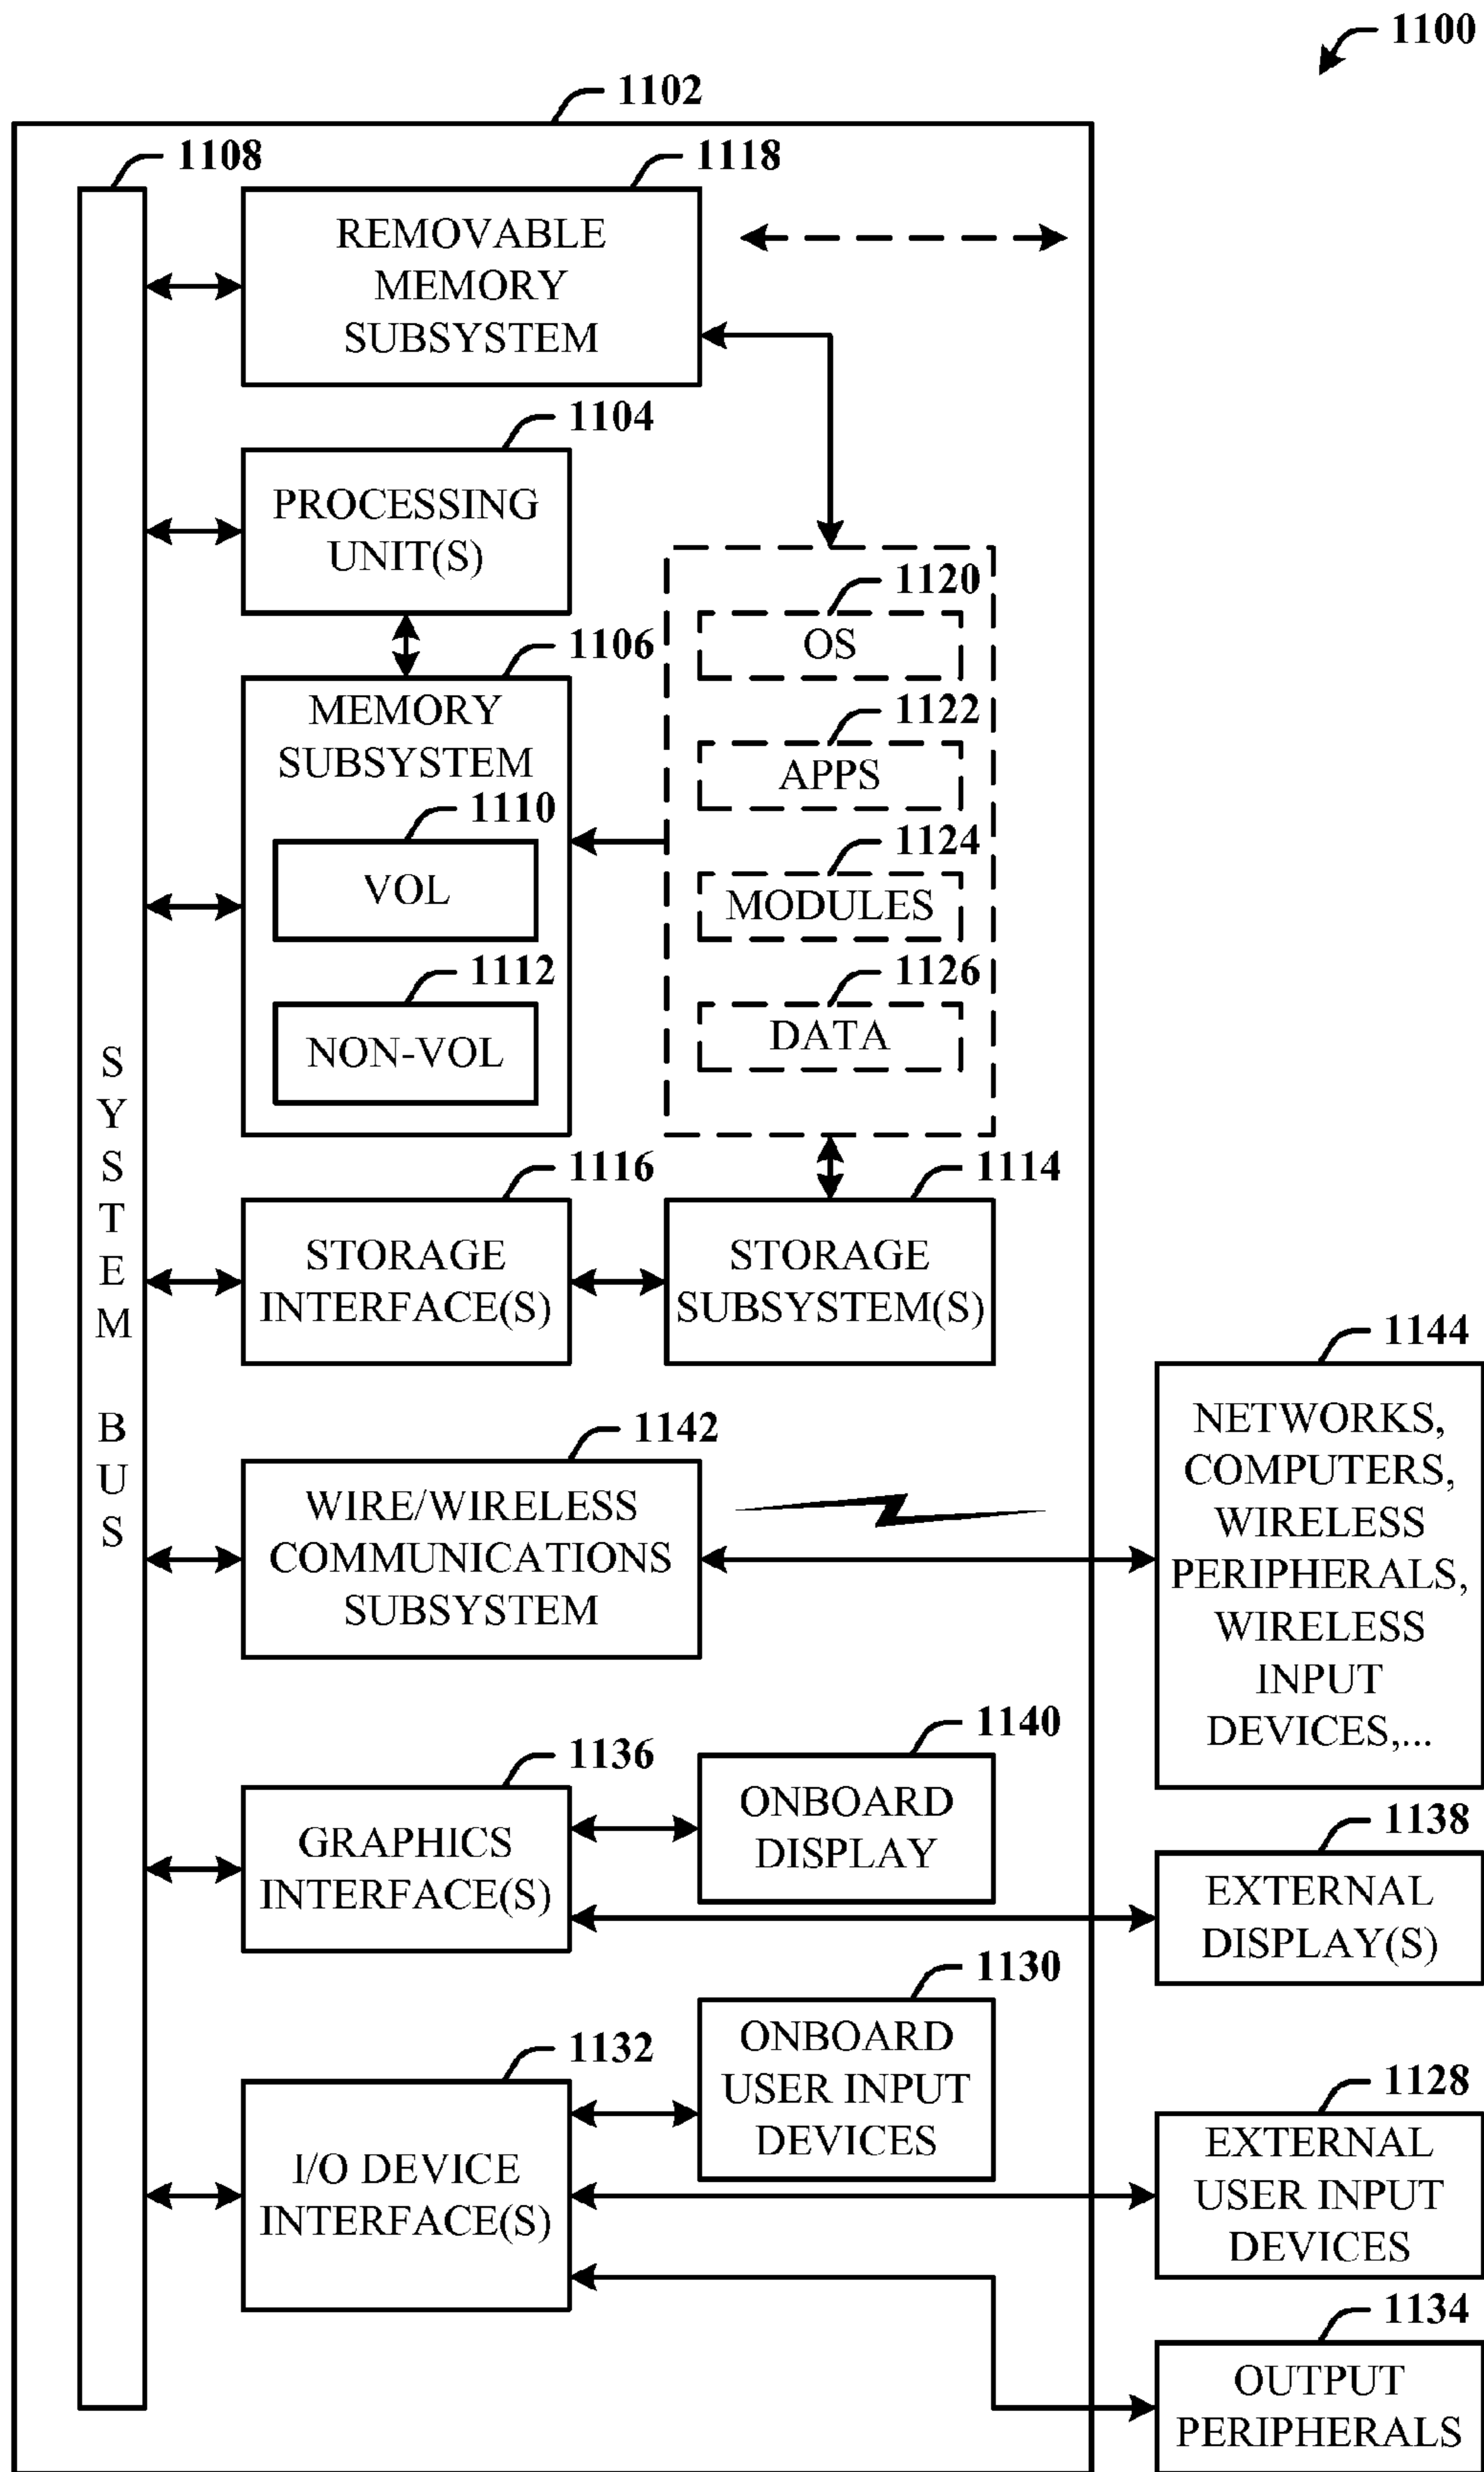 1100
1102
1108
1118
REMOVABLE
MEMORY
SUBSYSTEM
1104
PROCESSING
UNIT(S)
1106
MEMORY
SUBSYSTEM
1110
VOL
1112
NON-VOL
1120
OS
1122
APPS
1124
MODULES
1126
DATA
SYSTEM BUS
1116
STORAGE
INTERFACE(S)
1114
STORAGE
SUBSYSTEM(S)
1142
WIRE/WIRELESS
COMMUNICATIONS
SUBSYSTEM
1144
NETWORKS,
COMPUTERS,
WIRELESS
PERIPHERALS,
WIRELESS
INPUT
DEVICES,...
1136
GRAPHICS
INTERFACE(S)
1140
ONBOARD
DISPLAY
1138
EXTERNAL
DISPLAY(S)
1132
I/O DEVICE
INTERFACE(S)
1130
ONBOARD
USER INPUT
DEVICES
1128
EXTERNAL
USER INPUT
DEVICES
1134
OUTPUT
PERIPHERALS